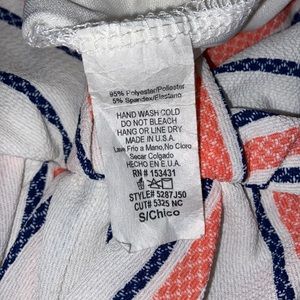 95% Polyester/Poliester
5% Spandex/Elastano
HAND WASH COLD
DO NOT BLEACH
HANG OR LINE DRY
MADE IN U.S.A.
Lave Frio a Mano,No Cloro
Secar Colgado
HECHO EN E.U.A.
RN # 153431
STYLE# 5287J50
CUT# 5325 NC
S/Chico